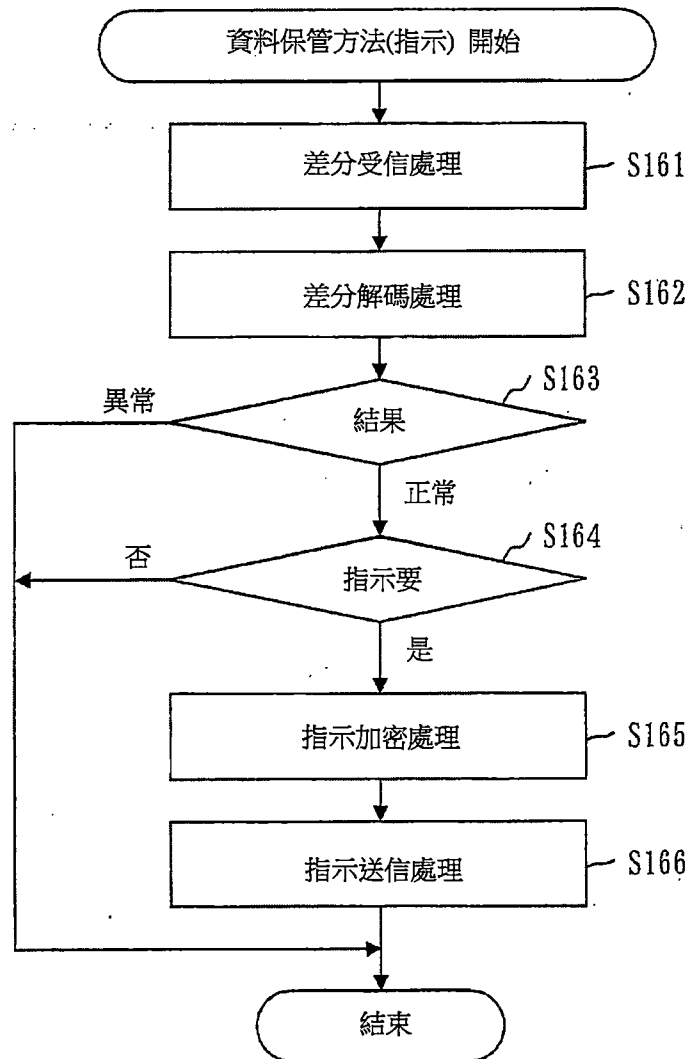 資料保管方法(指示) 開始
差分受信處理
S161
差分解碼處理
S162
S163
異常
結果
正常
S164
否
指示要
是
指示加密處理
S165
指示送信處理
S166
結束